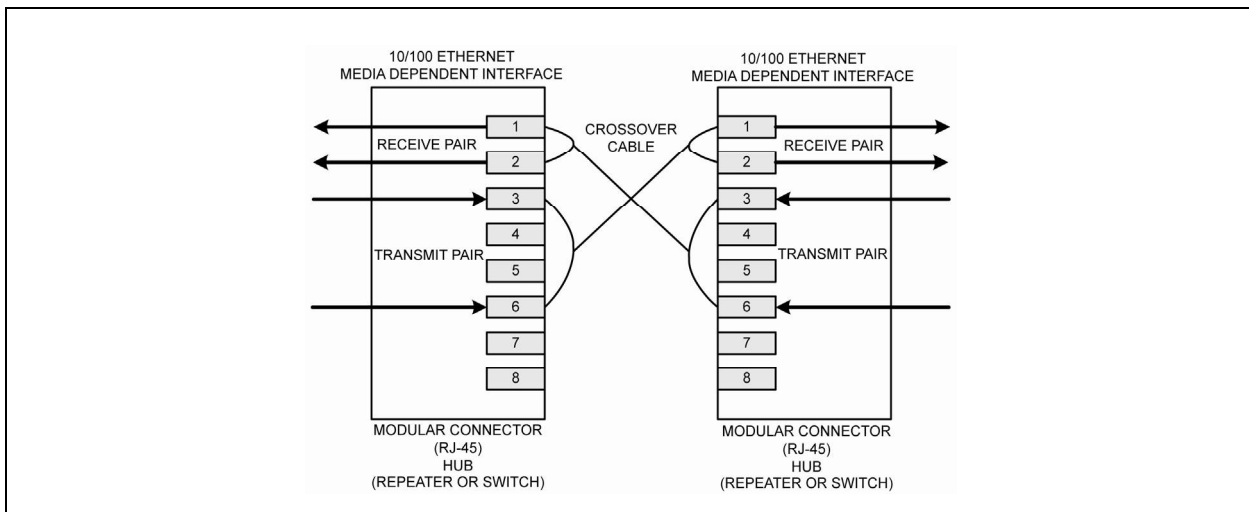 10/100 ETHERNET
MEDIA DEPENDENT INTERFACE
1
RECEIVE PAIR
2
3
4
TRANSMIT PAIR
5
6
7
8
MODULAR CONNECTOR
(RJ-45)
HUB
(REPEATER OR SWITCH)
CROSSOVER
CABLE
10/100 ETHERNET
MEDIA DEPENDENT INTERFACE
1
RECEIVE PAIR
2
3
4
TRANSMIT PAIR
5
6
7
8
MODULAR CONNECTOR
(RJ-45)
HUB
(REPEATER OR SWITCH)